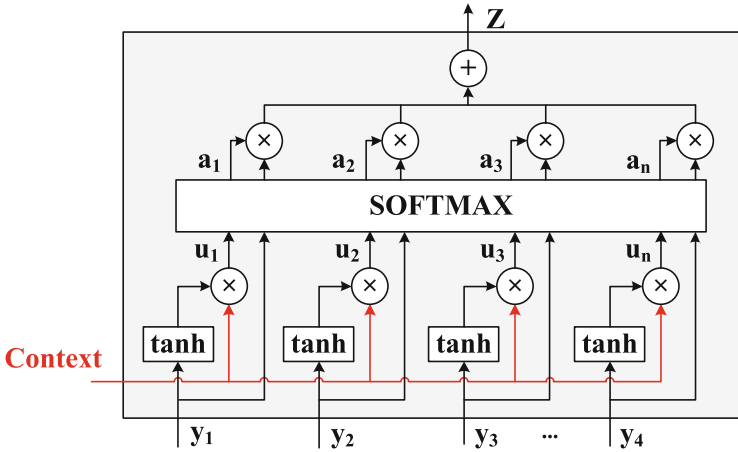 Z
+
× × × ×
a1 a2 a3 an
SOFTMAX
u1 u2 u3 un
× × × ×
tanh tanh tanh tanh
Context
y1 y2 y3 ... y4